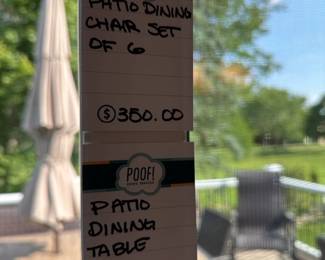 PATIO DINING
CHAIR SET
OF 6
$350.00
POOF!
PATIO
DINING
TABLE